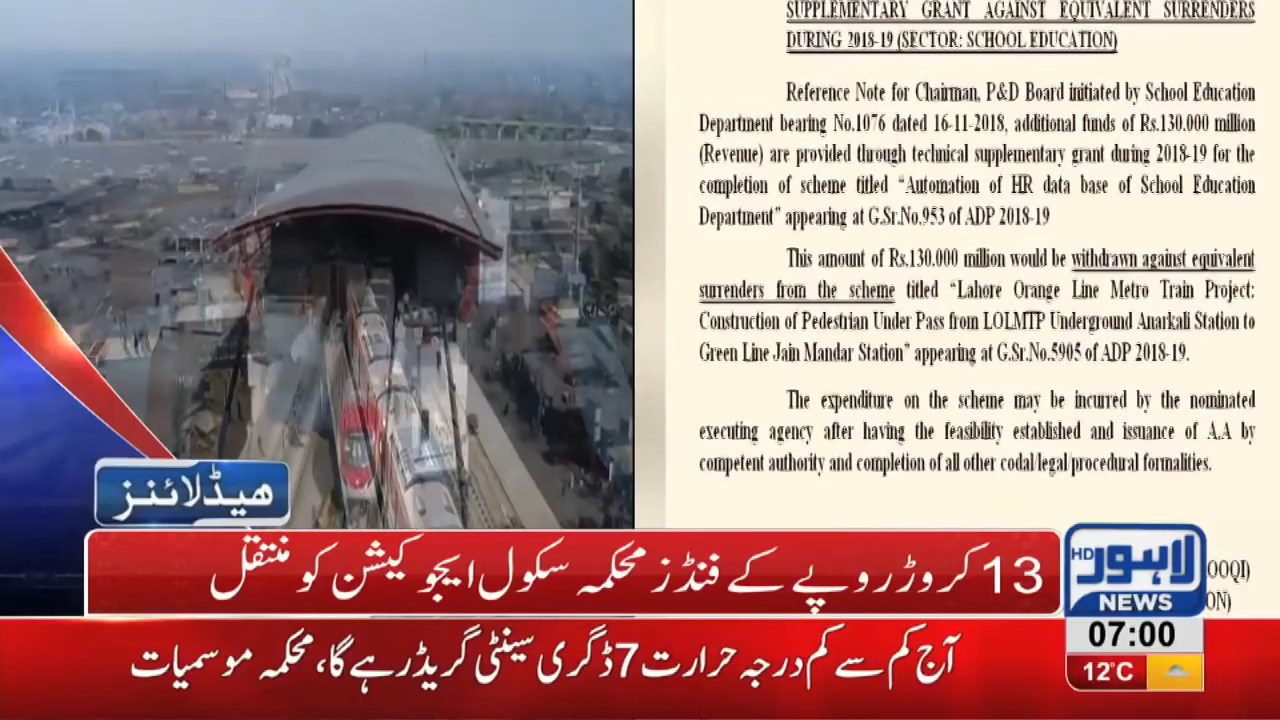 SUPPLEMENTARY GRANT AGAINST EQUIVALENT SURRENDERS
DURING 2018-19 (SECTOR: SCHOOL EDUCATION)
Reference Note for Chairman, P&D Board initiated by School Education
Department bearing No.1076 dated 16-11-2018, additional funds of Rs.130.000 million
(Revenue) are provided through technical supplementary grant during 2018-19 for the
completion of scheme titled “Automation of HR data base of School Education
Department” appearing at G.Sr.No.953 of ADP 2018-19
This amount of Rs.130.000 million would be withdrawn against equivalent
surrenders from the scheme titled “Lahore Orange Line Metro Train Project:
Construction of Pedestrian Under Pass from LOLMTP Underground Anarkali Station to
Green Line Jain Mandar Station” appearing at G.Sr.No.5905 of ADP 2018-19.
The expenditure on the scheme may be incurred by the nominated
executing agency after having the feasibility established and issuance of A.A by
competent authority and completion of all other codal/legal procedural formalities.
OOQI)
ON)
ھیڈلائنز
13 کروڑ روپے کے فنڈز محکمہ سکول ایجوکیشن کو منتقل
HD لاہور
NEWS
07:00
12°C
آج کم سے کم درجہ حرارت 7 ڈگری سینٹی گریڈ رہے گا، محکمہ موسمیات